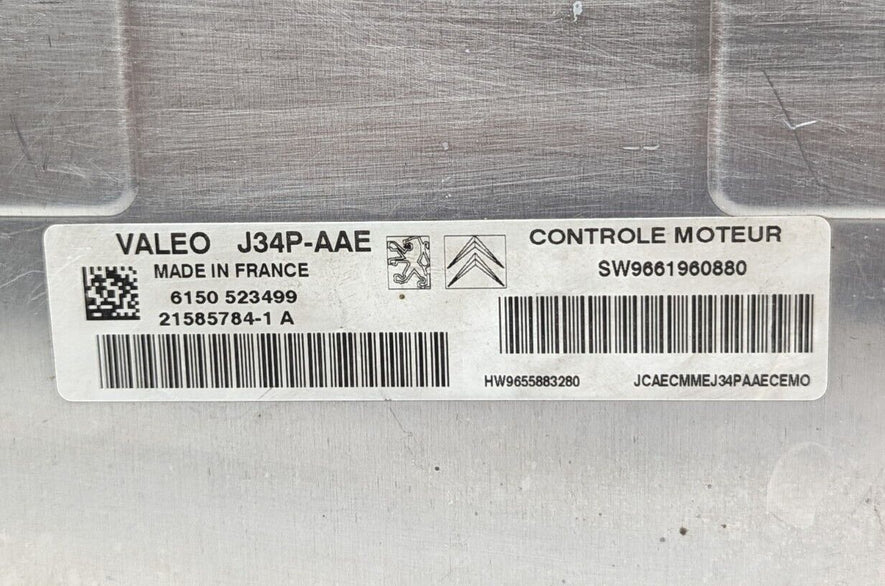 VALEO J34P-AAE
MADE IN FRANCE
6150 523499
21585784-1 A
CONTROLE MOTEUR
SW9661960880
HW9655883280
JCAECMMEJ34PAAECEMO